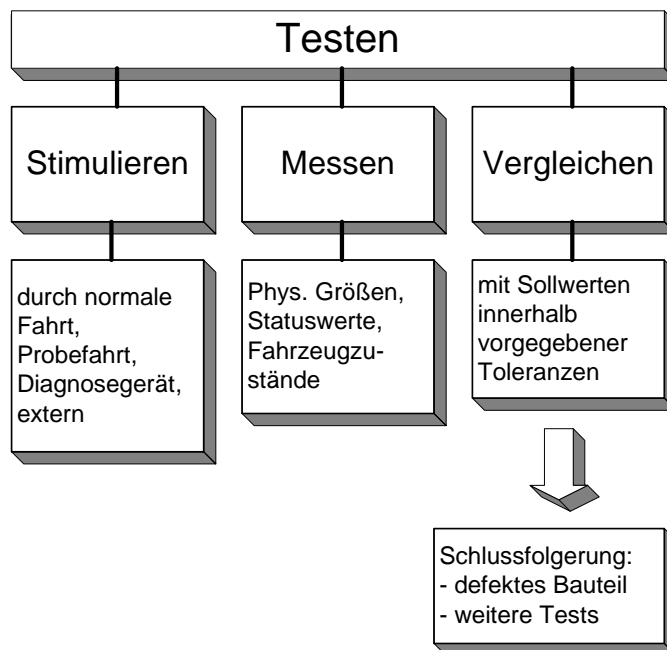 Testen
Stimulieren
Messen
Vergleichen
durch normale
Fahrt,
Probefahrt,
Diagnosegerät,
extern
Phys. Größen,
Statuswerte,
Fahrzeugzu-
stände
mit Sollwerten
innerhalb
vorgegebener
Toleranzen
Schlussfolgerung:
- defektes Bauteil
- weitere Tests